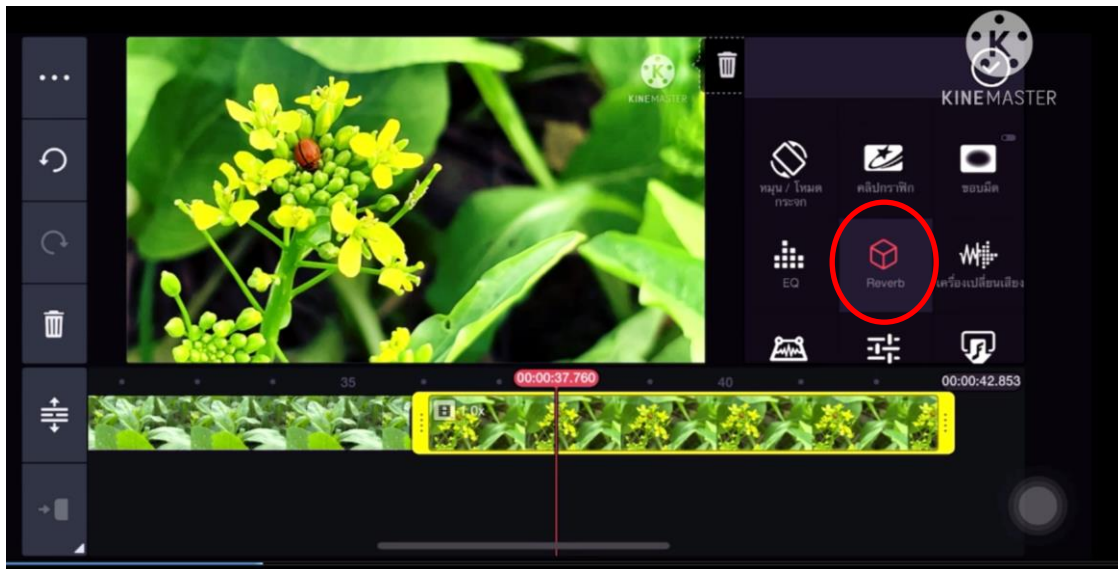 KINEMASTER
KINEMASTER
หมุน / โหมด
กระจก
คลิปกราฟิก
ขอบมืด
EQ
Reverb
เครื่องเปลี่ยนเสียง
35
00:00:37.760
40
00:00:42.853
1.0x